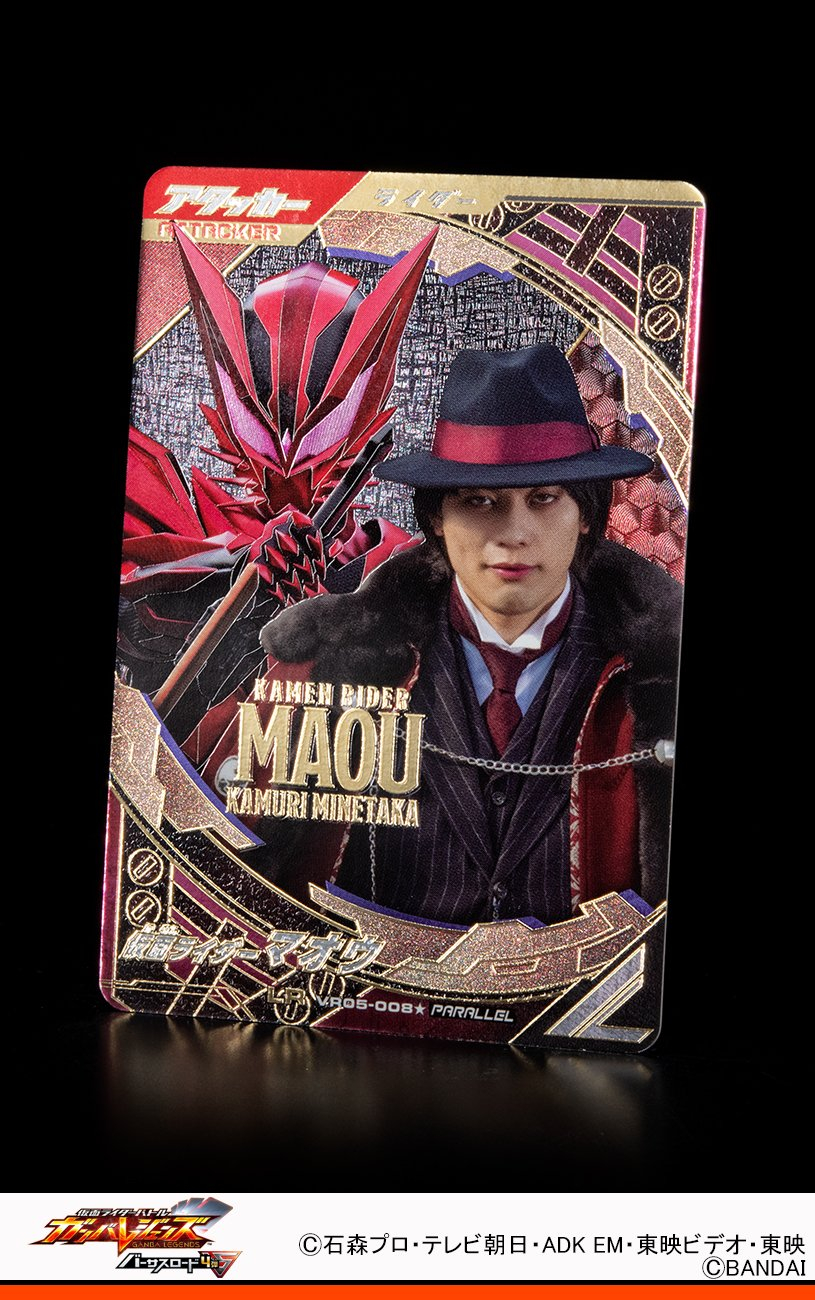 アタッカー
ATTACKER
ライダー
KAMEN RIDER
MAOU
KAMURI MINETAKA
仮面ライダーマオウ
LR VR05-008★ PARALLEL
仮面ライダーバトル
ガンバレジェンズ
GANBA LEGENDS
バーサスロード4弾
©石森プロ・テレビ朝日・ADK EM・東映ビデオ・東映
©BANDAI